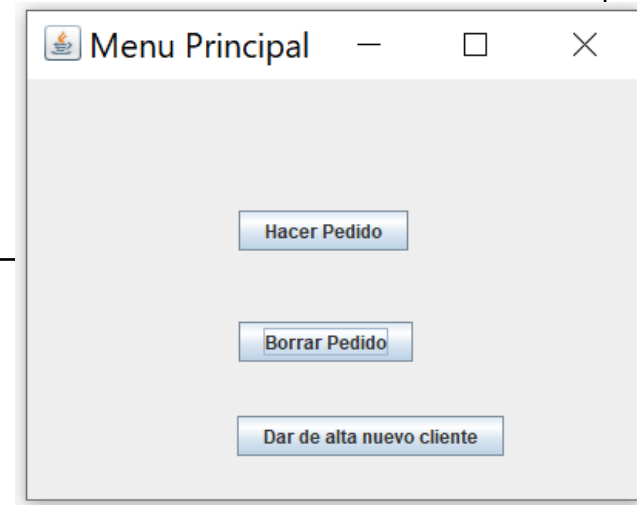 Menu Principal
Hacer Pedido
Borrar Pedido
Dar de alta nuevo cliente